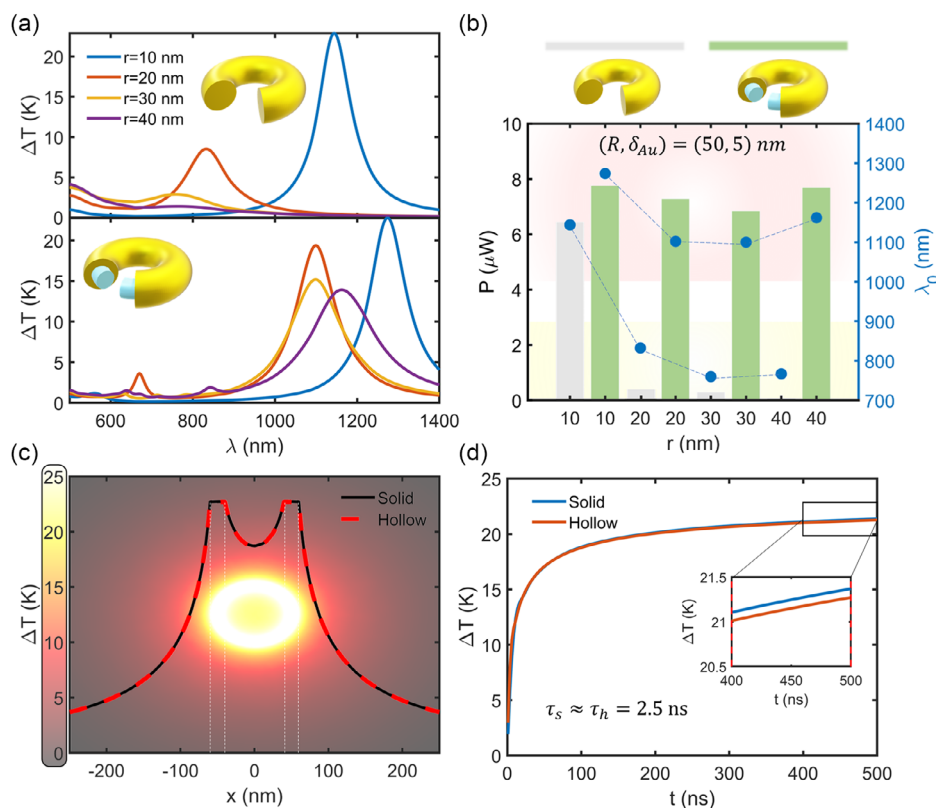 (a)
25
20
15
10
5
0
ΔT (K)
r=10 nm
r=20 nm
r=30 nm
r=40 nm
20
15
10
5
0
ΔT (K)
600 800 1000 1200 1400
λ (nm)
(b)
(R, δ_Au) = (50, 5) nm
10
8
6
4
2
0
P (μW)
1400
1300
1200
1100
1000
900
800
700
λ₀ (nm)
10 10 20 20 30 30 40 40
r (nm)
(c)
25
20
15
10
5
0
ΔT (K)
Solid
Hollow
-200 -100 0 100 200
x (nm)
(d)
25
20
15
10
5
0
ΔT (K)
Solid
Hollow
21.5
21
20.5
ΔT (K)
400 450 500
t (ns)
τₛ ≈ τₕ = 2.5 ns
0 100 200 300 400 500
t (ns)